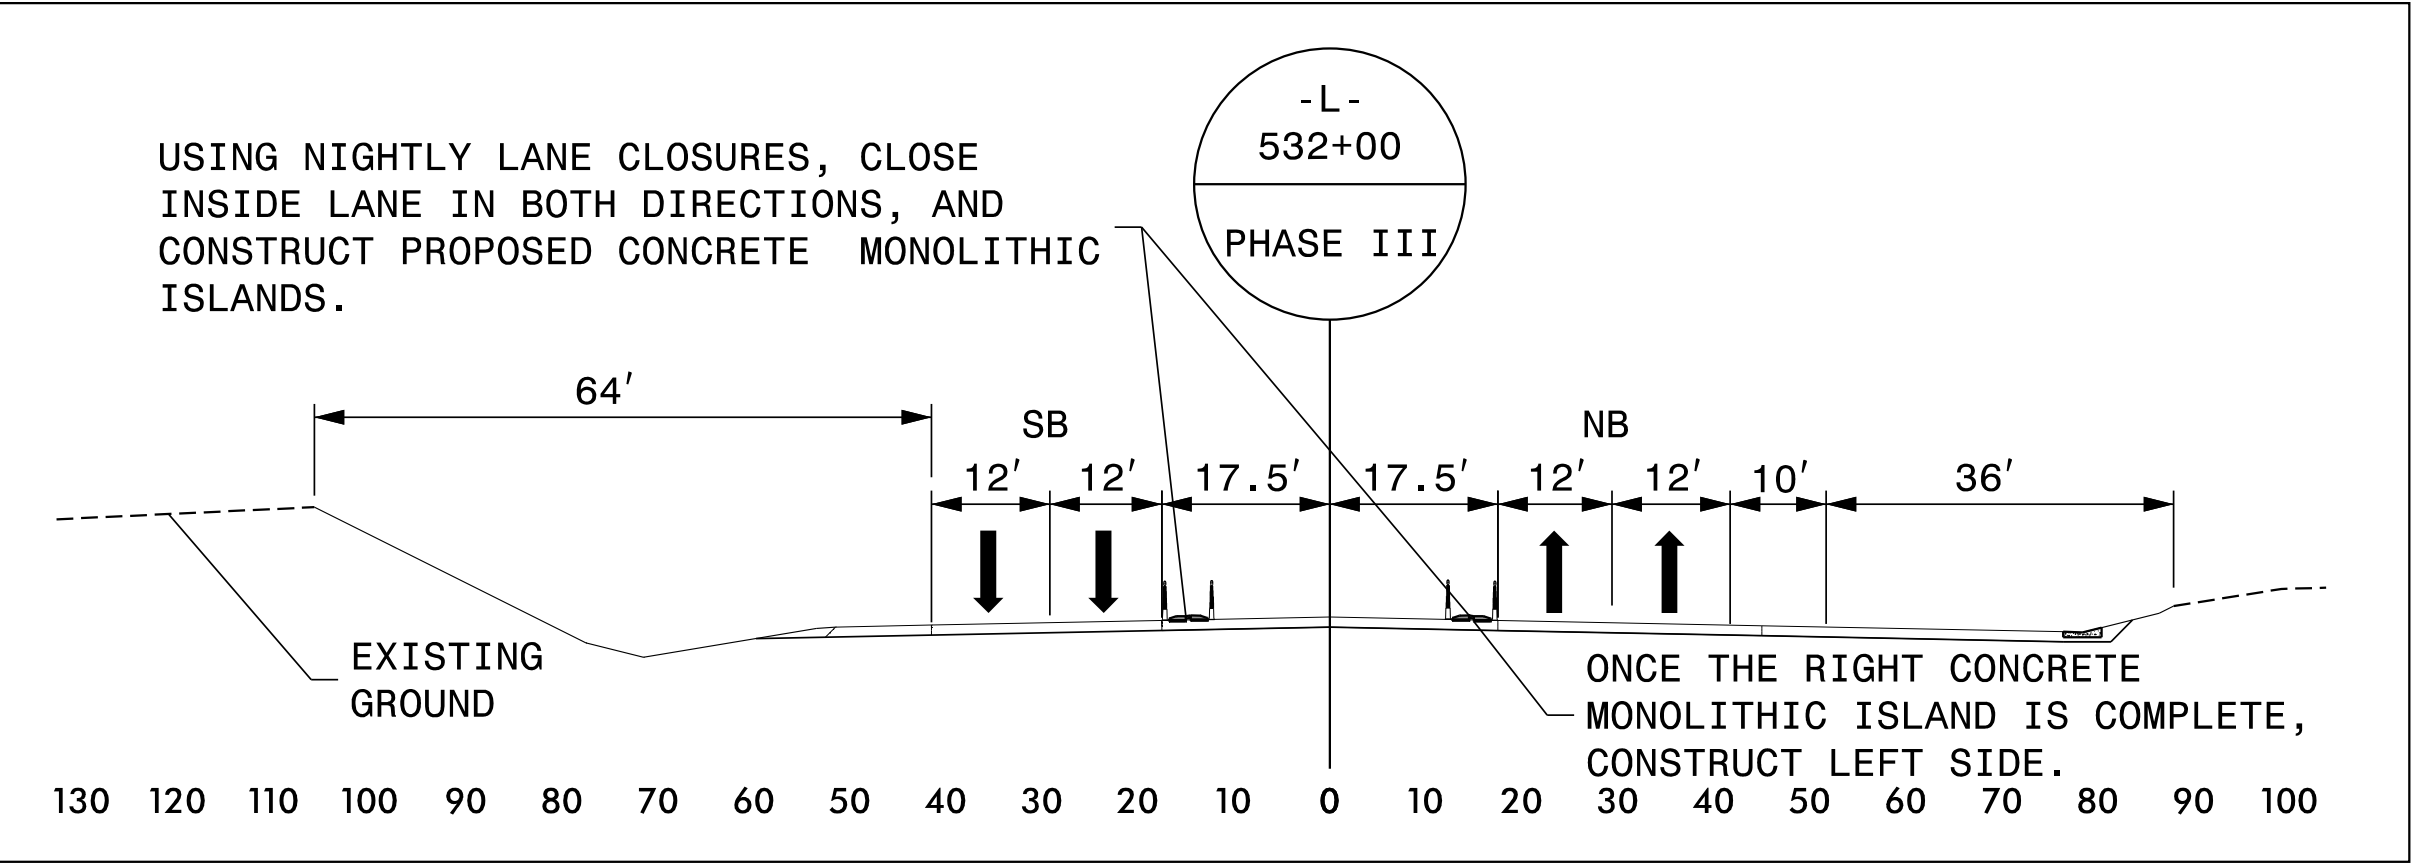 -L-
532+00
PHASE III
USING NIGHTLY LANE CLOSURES, CLOSE
INSIDE LANE IN BOTH DIRECTIONS, AND
CONSTRUCT PROPOSED CONCRETE MONOLITHIC
ISLANDS.
64'
SB
NB
12' 12' 17.5' 17.5' 12' 12' 10' 36'
EXISTING
GROUND
ONCE THE RIGHT CONCRETE
MONOLITHIC ISLAND IS COMPLETE,
CONSTRUCT LEFT SIDE.
130 120 110 100 90 80 70 60 50 40 30 20 10 0 10 20 30 40 50 60 70 80 90 100